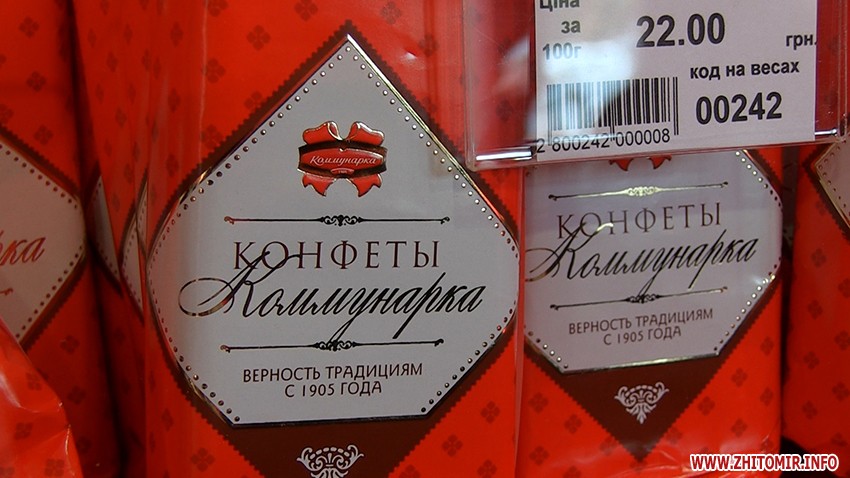 Ціна
за
100г
22.00
грн.
код на весах
00242
2 800242 000008
Коммунарка
КОНФЕТЫ
Коммунарка
ВЕРНОСТЬ ТРАДИЦИЯМ
С 1905 ГОДА
КОНФЕТЫ
Коммунарка
ВЕРНОСТЬ ТРАДИЦИЯМ
С 1905 ГОДА
WWW.ZHITOMIR.INFO